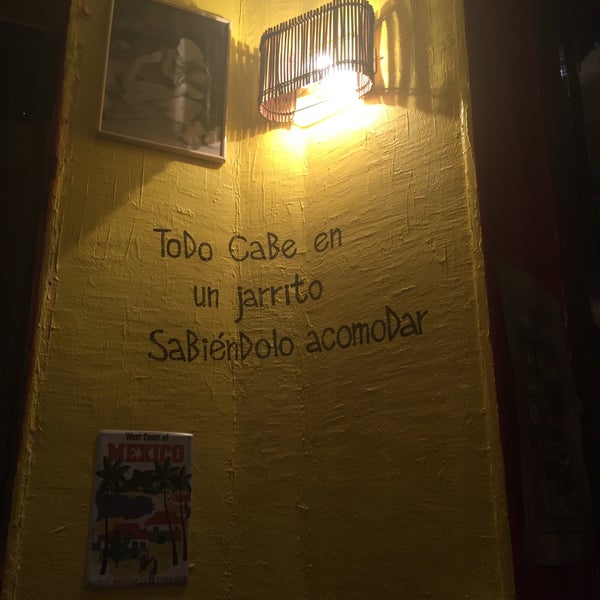 ToDo CaBe en
un jarrito
SaBiénDolo acomoDar
West Coast of
MEXICO